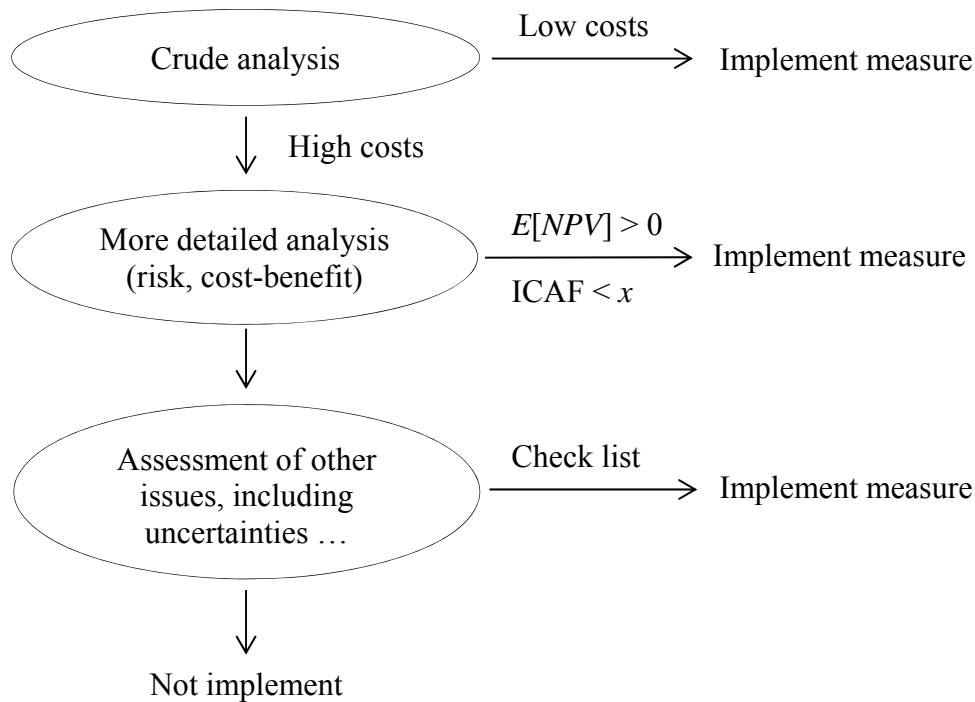 Crude analysis
Low costs
Implement measure
High costs
More detailed analysis
(risk, cost-benefit)
E[NPV] > 0
ICAF < x
Implement measure
Assessment of other
issues, including
uncertainties …
Check list
Implement measure
Not implement